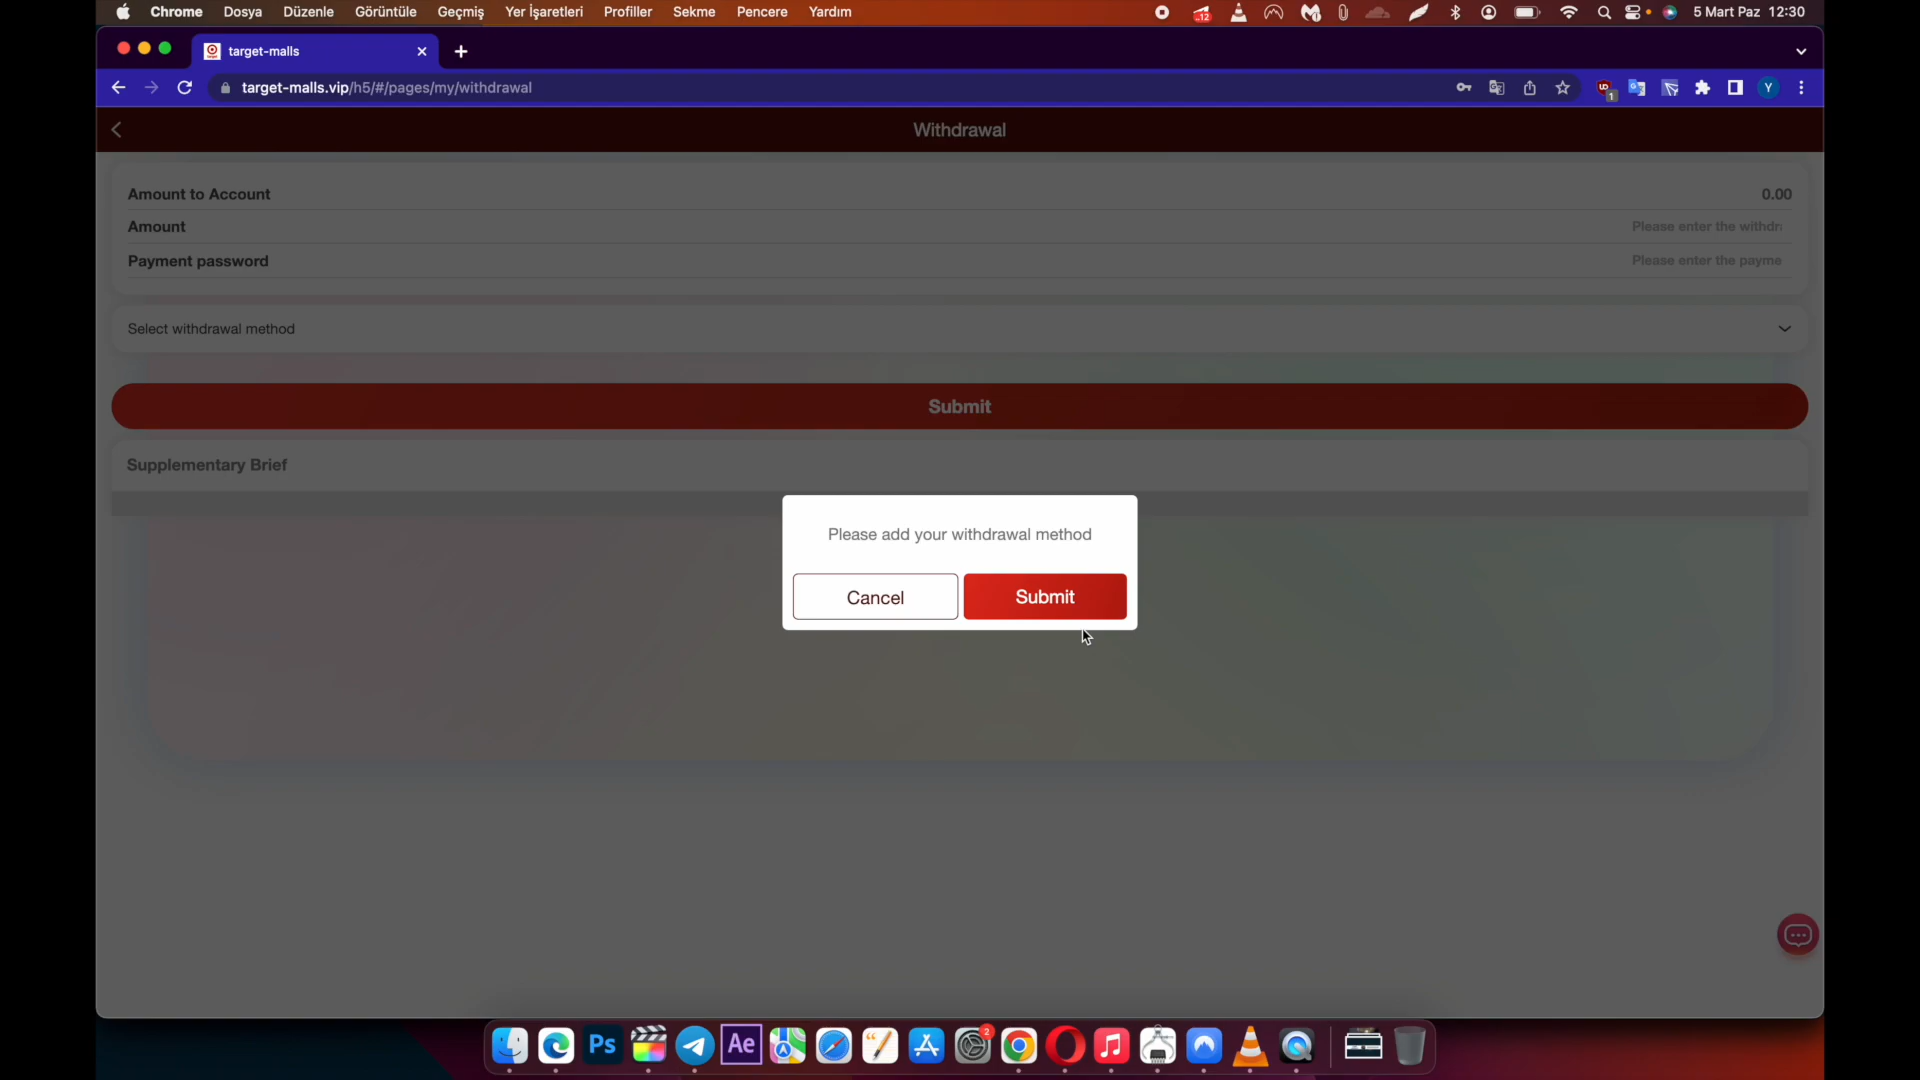 Chrome Dosya Düzenle Görüntüle Geçmiş Yer İşaretleri Profiller Sekme Pencere Yardım 12 5 Mart Paz 12:30
target-malls
target-malls.vip/h5/#/pages/my/withdrawal 1 Y
Withdrawal
Amount to Account 0.00
Amount Please enter the withdr
Payment password Please enter the payme
Select withdrawal method
Submit
Supplementary Brief
Please add your withdrawal method
Cancel Submit
Ps Ae 2